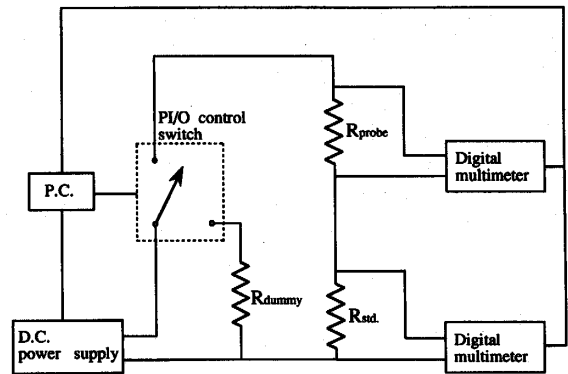 PI/O control
switch
Rprobe
Digital
multimeter
P.C.
Rdummy
Rstd.
D.C.
power supply
Digital
multimeter